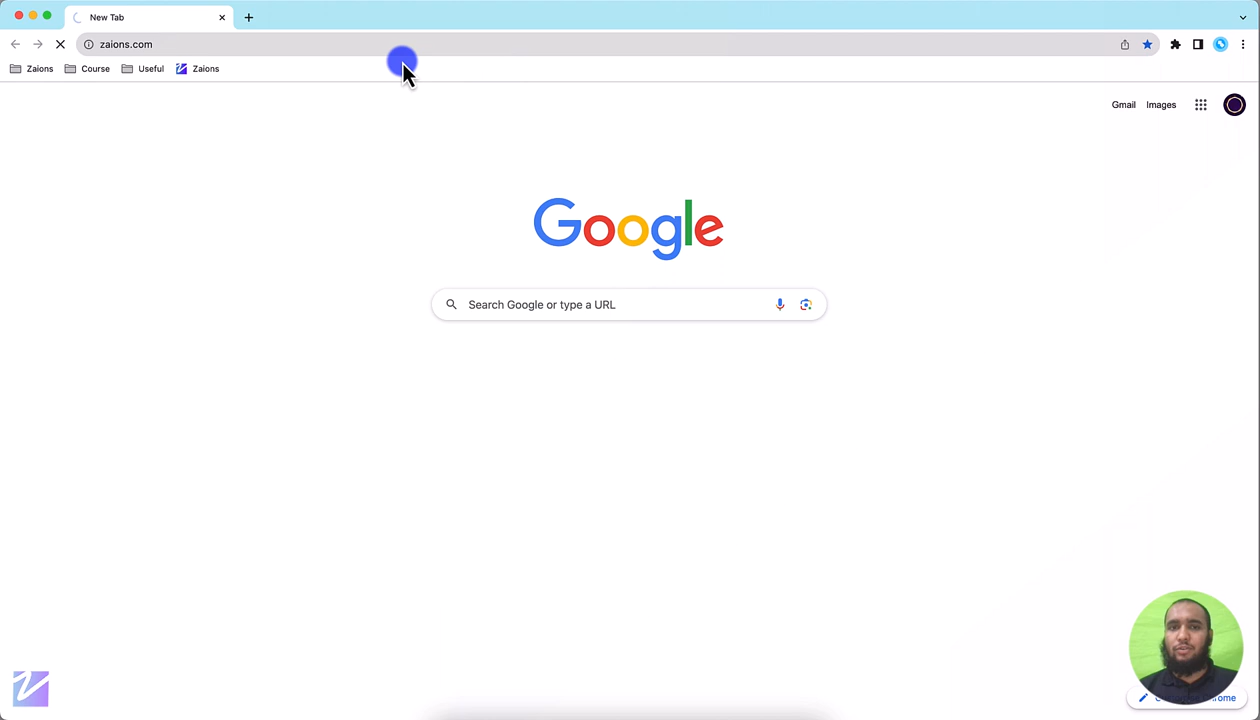 New Tab
zaions.com
Zaions Course Useful Zaions
Gmail Images
Google
Search Google or type a URL